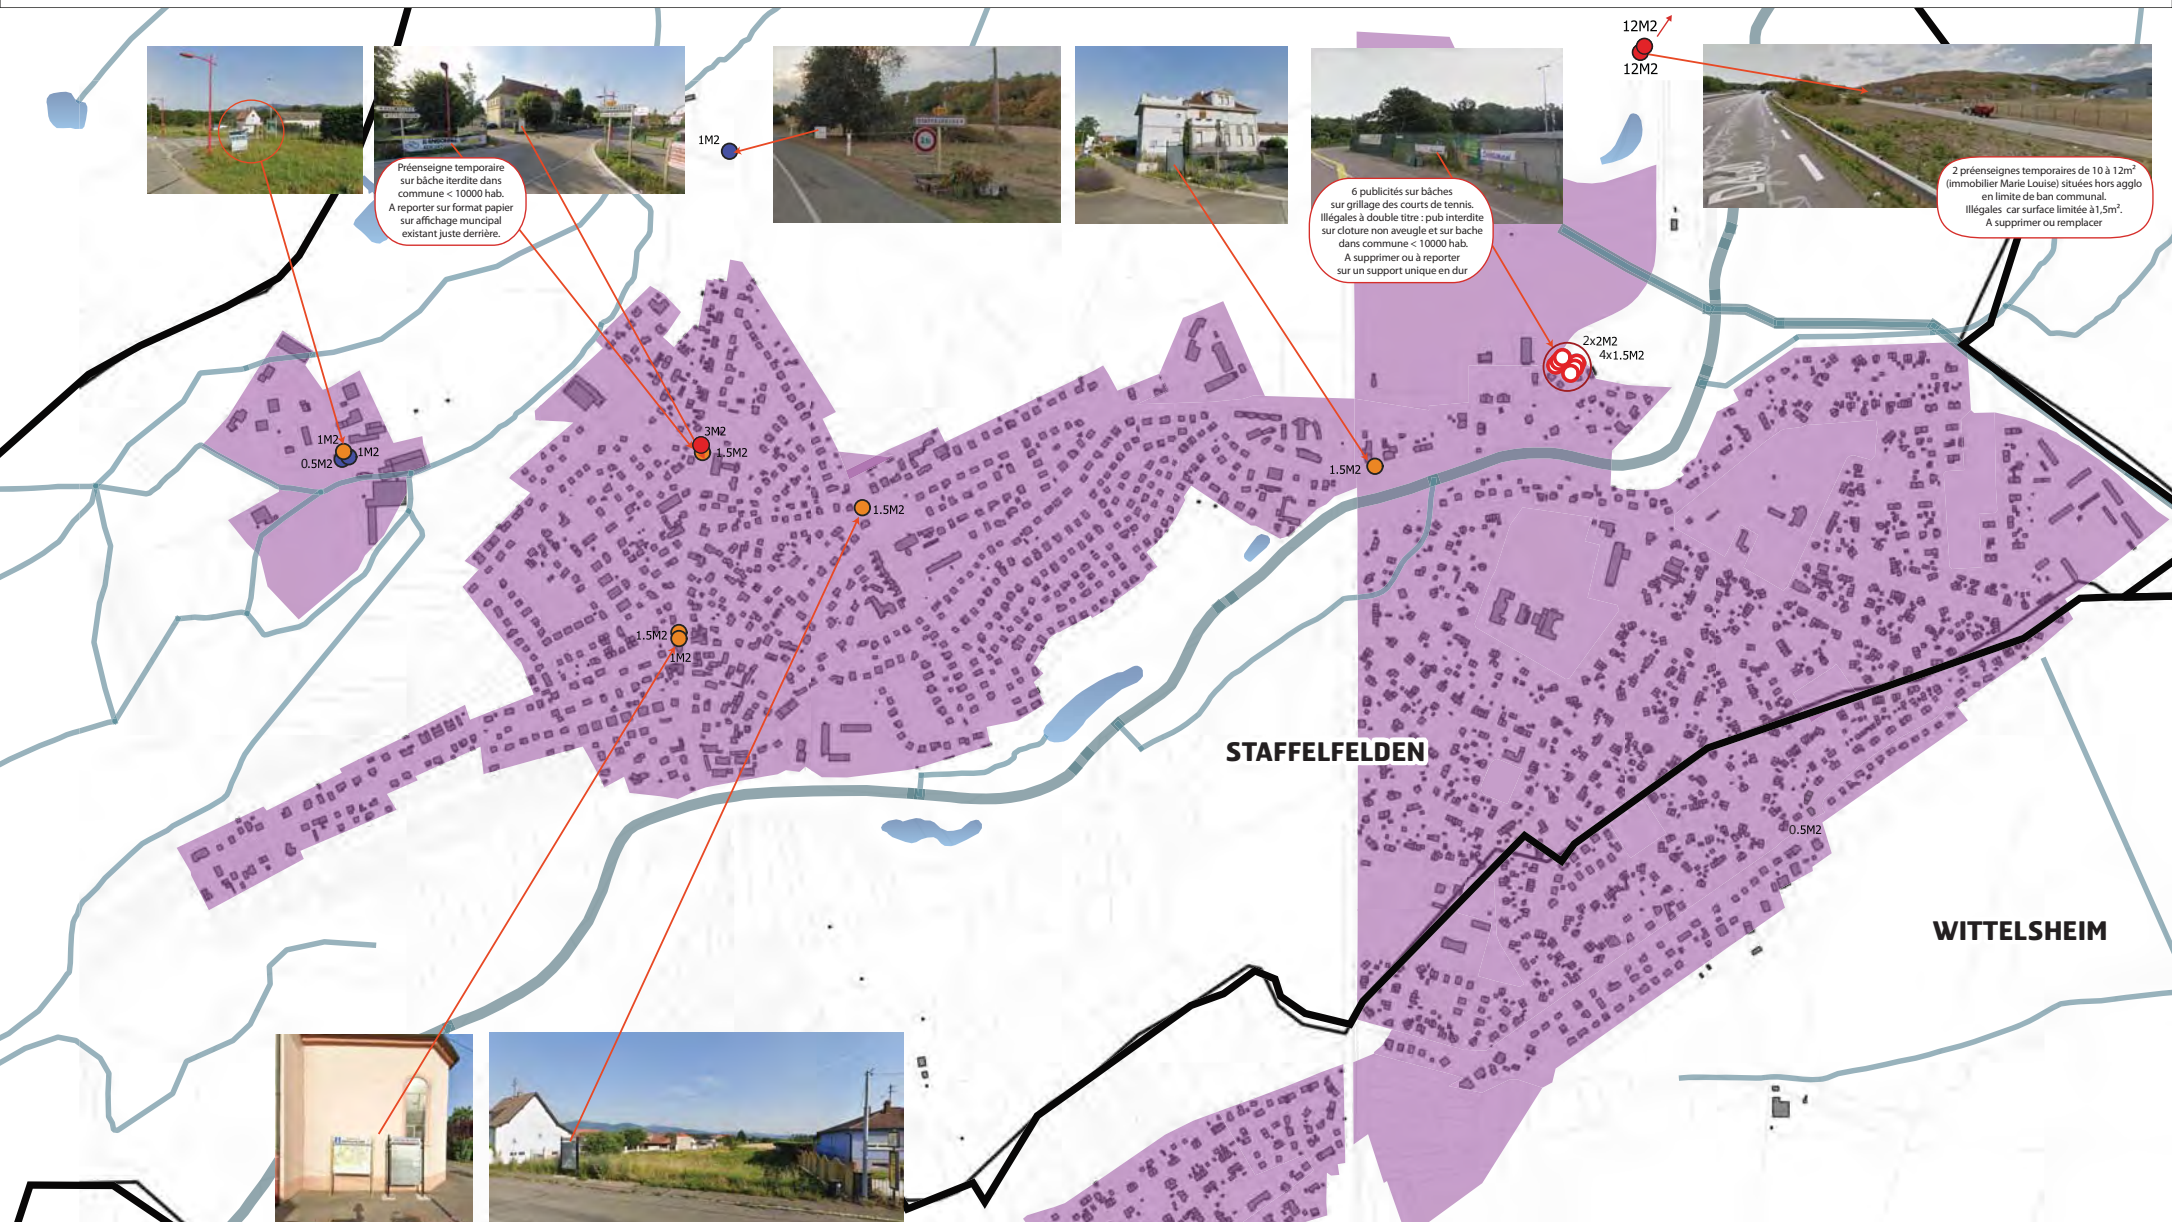 12M2
12M2
1M2
STAFFELFELDEN
Préenseigne temporaire
sur bâche iterdite dans
commune < 10000 hab.
A reporter sur format papier
sur affichage muncipal
existant juste derrière.
6 publicités sur bâches
sur grillage des courts de tennis.
Illégales à double titre : pub interdite
sur cloture non aveugle et sur bache
dans commune < 10000 hab.
A supprimer ou à reporter
sur un support unique en dur
2 préenseignes temporaires de 10 à 12m²
(immobilier Marie Louise) situées hors agglo
en limite de ban communal.
Illégales car surface limitée à1,5m².
A supprimer ou remplacer
2x2M2
4x1.5M2
1M2
1M2
0.5M2
3M2
1.5M2
1.5M2
1.5M2
1.5M2
1M2
STAFFELFELDEN
0.5M2
WITTELSHEIM